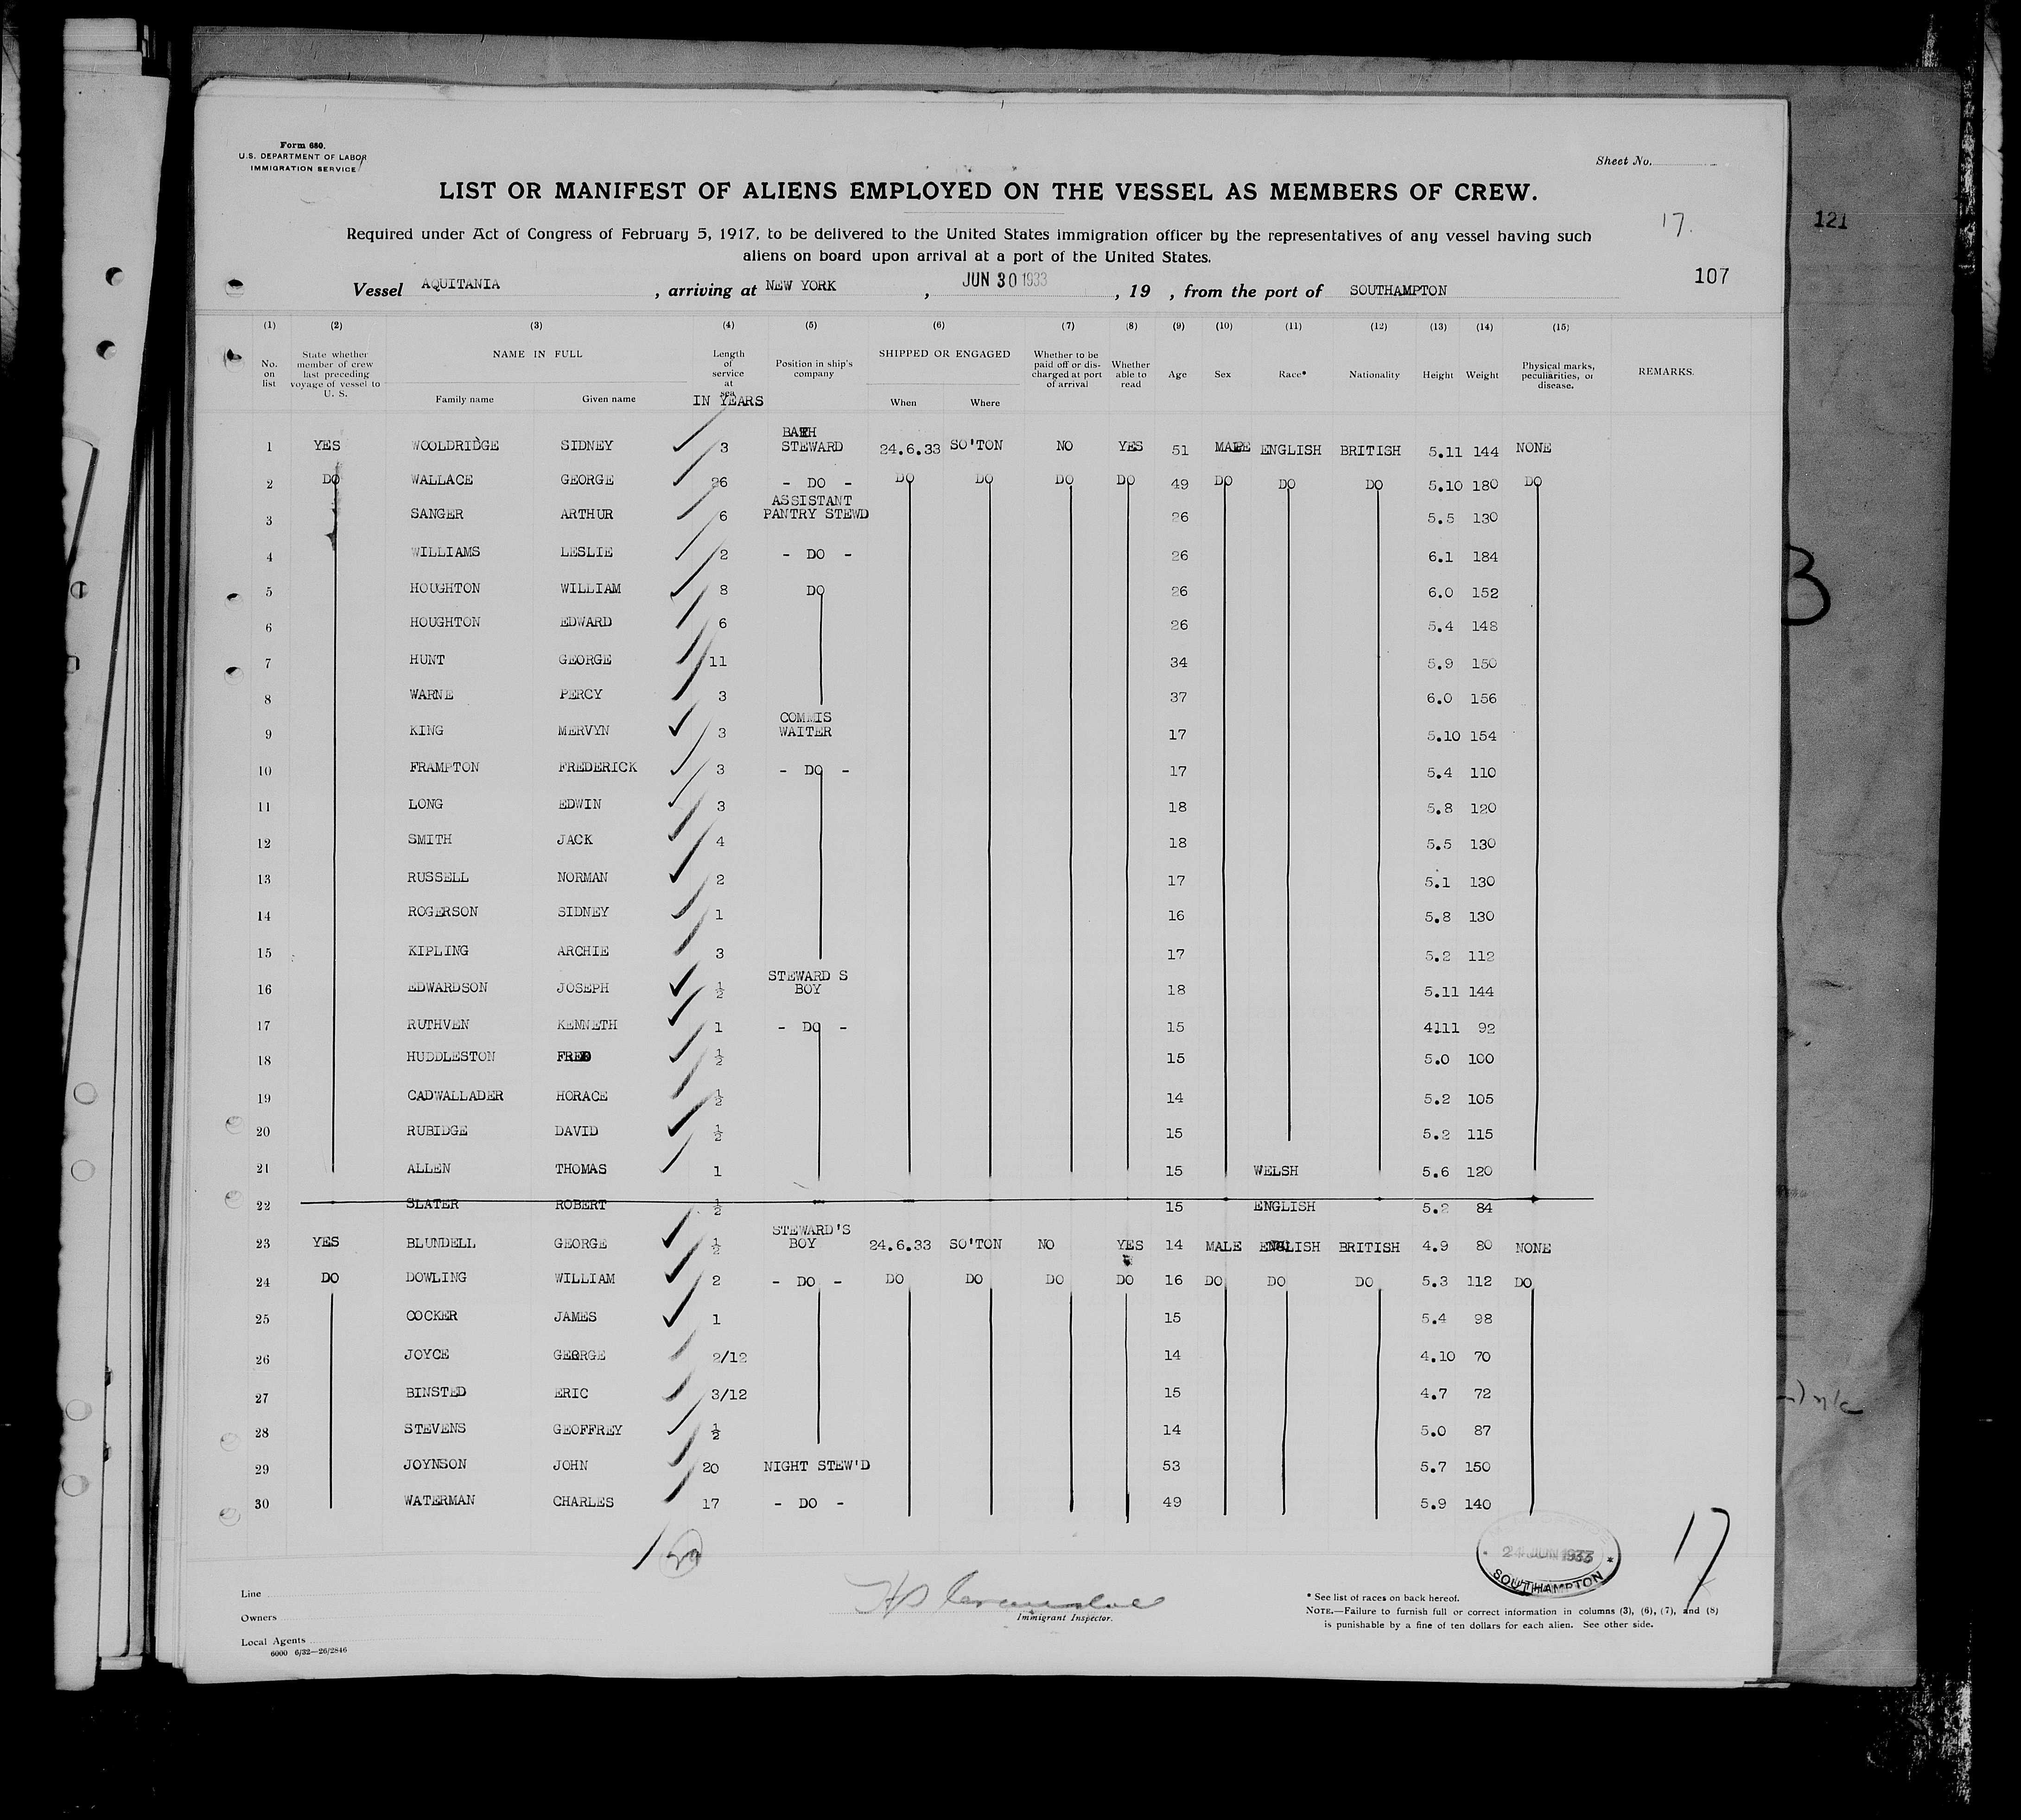 Form 680.
U.S. DEPARTMENT OF LABOR
IMMIGRATION SERVICE
Sheet No.
LIST OR MANIFEST OF ALIENS EMPLOYED ON THE VESSEL AS MEMBERS OF CREW.
17.
121
Required under Act of Congress of February 5, 1917, to be delivered to the United States immigration officer by the representatives of any vessel having such
aliens on board upon arrival at a port of the United States.
107
Vessel AQUITANIA , arriving at NEW YORK , JUN 30 1933 , 19 , from the port of SOUTHAMPTON
(1) (2) (3) (4) (5) (6) (7) (8) (9) (10) (11) (12) (13) (14) (15)
No. on list State whether member of crew last preceding voyage of vessel to U. S. NAME IN FULL Family name Given name Length of service at sea IN YEARS Position in ship's company SHIPPED OR ENGAGED When Where Whether to be paid off or discharged at port of arrival Whether able to read Age Sex Race* Nationality Height Weight Physical marks, peculiarities, or disease. REMARKS.
1 YES WOOLDRIDGE SIDNEY 3 BATH STEWARD 24.6.33 SO'TON NO YES 51 MALE ENGLISH BRITISH 5.11 144 NONE
2 DO WALLACE GEORGE 26 - DO - DO DO DO DO 49 DO DO DO 5.10 180 DO
3 SANGER ARTHUR 6 ASSISTANT PANTRY STEWD 26 5.5 130
4 WILLIAMS LESLIE 2 - DO - 26 6.1 184
5 HOUGHTON WILLIAM 8 DO 26 6.0 152
6 HOUGHTON EDWARD 6 26 5.4 148
7 HUNT GEORGE 11 34 5.9 150
8 WARNE PERCY 3 37 6.0 156
9 KING MERVYN 3 COMMIS WAITER 17 5.10 154
10 FRAMPTON FREDERICK 3 - DO - 17 5.4 110
11 LONG EDWIN 3 18 5.8 120
12 SMITH JACK 4 18 5.5 130
13 RUSSELL NORMAN 2 17 5.1 130
14 ROGERSON SIDNEY 1 16 5.8 130
15 KIPLING ARCHIE 3 17 5.2 112
16 EDWARDSON JOSEPH ½ STEWARD S BOY 18 5.11 144
17 RUTHVEN KENNETH 1 - DO - 15 4111 92
18 HUDDLESTON FRED ½ 15 5.0 100
19 CADWALLADER HORACE ½ 14 5.2 105
20 RUBIDGE DAVID ½ 15 5.2 115
21 ALLEN THOMAS 1 15 WELSH 5.6 120
22 SLATER ROBERT ½ 15 ENGLISH 5.2 84
23 YES BLUNDELL GEORGE ½ STEWARD'S BOY 24.6.33 SO'TON NO YES 14 MALE ENGLISH BRITISH 4.9 80 NONE
24 DO DOWLING WILLIAM 2 - DO - DO DO DO DO 16 DO DO DO 5.3 112 DO
25 COCKER JAMES 1 15 5.4 98
26 JOYCE GEORGE 2/12 14 4.10 70
27 BINSTED ERIC 3/12 15 4.7 72
28 STEVENS GEOFFREY ½ 14 5.0 87
29 JOYNSON JOHN 20 NIGHT STEW'D 53 5.7 150
30 WATERMAN CHARLES 17 - DO - 49 5.9 140
24 JUN 1933
SOUTHAMPTON
17
Line
Owners
Local Agents
6000 6/32—26/2846
Immigrant Inspector.
* See list of races on back hereof.
NOTE.—Failure to furnish full or correct information in columns (3), (6), (7), and (8)
is punishable by a fine of ten dollars for each alien. See other side.